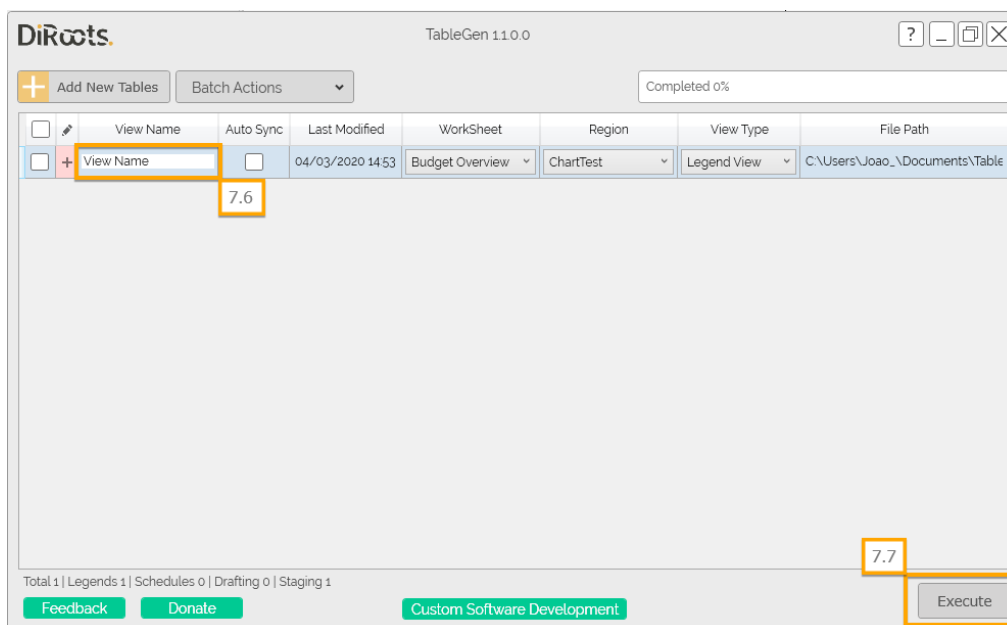 DiRoots.
TableGen 1.1.0.0
?
Add New Tables
Batch Actions
Completed 0%
View Name
Auto Sync
Last Modified
WorkSheet
Region
View Type
File Path
View Name
04/03/2020 14:53
Budget Overview
ChartTest
Legend View
C:\Users\Joao_\Documents\Table
7.6
7.7
Total 1 | Legends 1 | Schedules 0 | Drafting 0 | Staging 1
Feedback
Donate
Custom Software Development
Execute